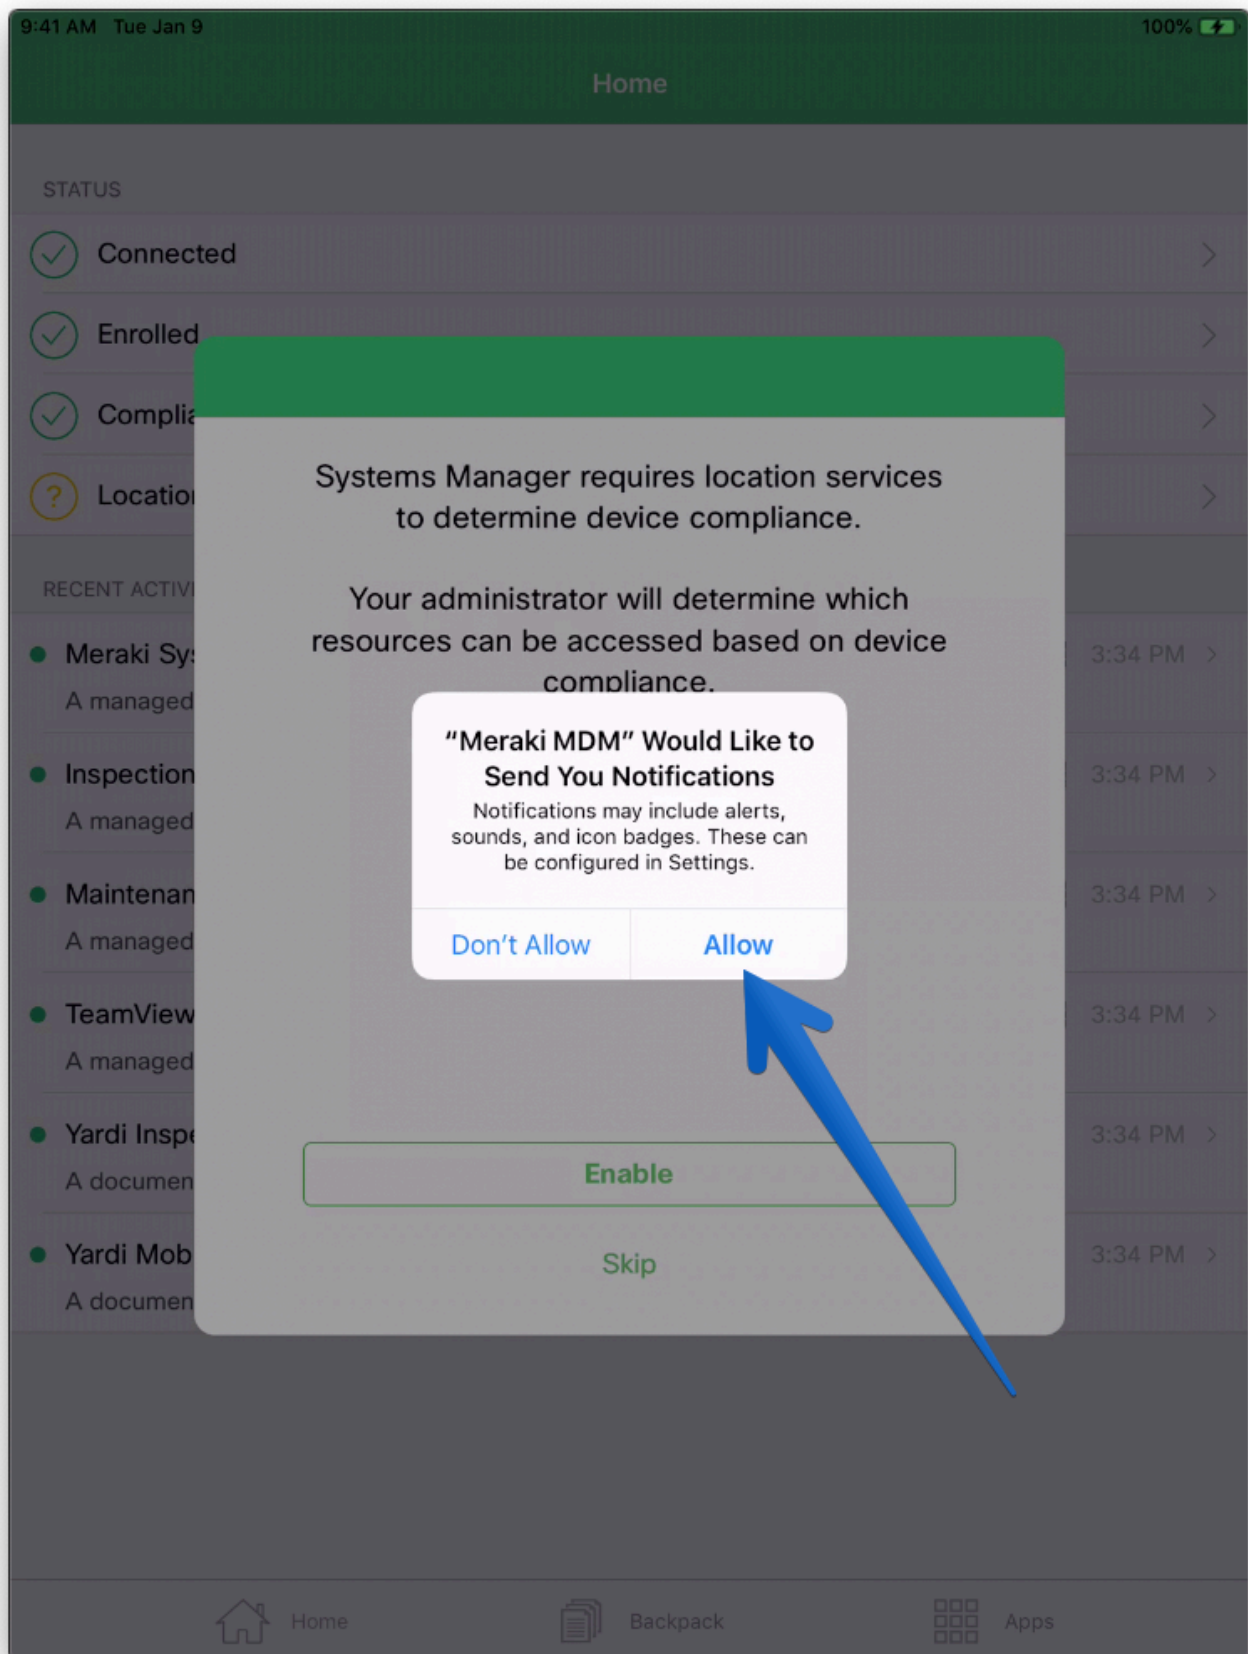 9:41 AM Tue Jan 9
100%
Home
STATUS
Connected
Enrolled
Complia
Location
RECENT ACTIVI
Meraki Sys
A managed
3:34 PM
Inspection
A managed
3:34 PM
Maintenan
A managed
3:34 PM
TeamView
A managed
3:34 PM
Yardi Inspe
A documen
3:34 PM
Yardi Mob
A documen
3:34 PM
Systems Manager requires location services
to determine device compliance.
Your administrator will determine which
resources can be accessed based on device
compliance.
“Meraki MDM” Would Like to
Send You Notifications
Notifications may include alerts,
sounds, and icon badges. These can
be configured in Settings.
Don’t Allow
Allow
Enable
Skip
Home
Backpack
Apps